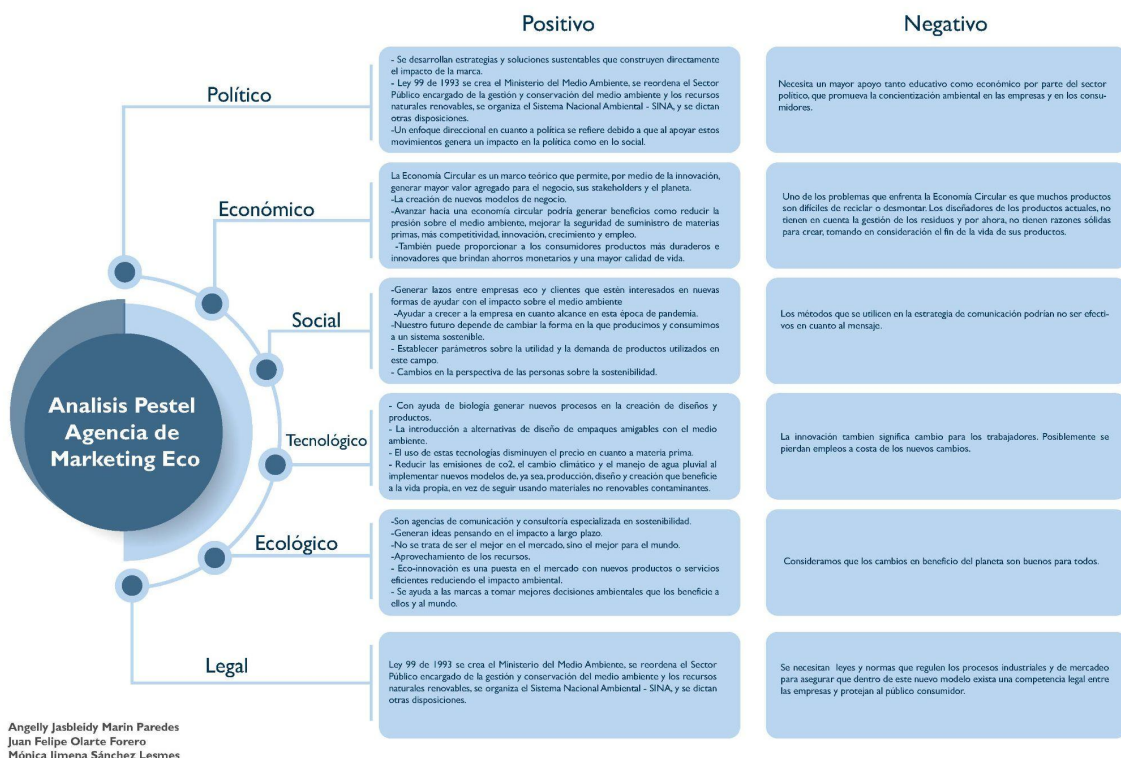 Positivo
Negativo
Político
- Se desarrollan estrategias y soluciones sustentables que construyen directamente
el impacto de la marca.
- Ley 99 de 1993 se crea el Ministerio del Medio Ambiente, se reordena el Sector
Público encargado de la gestión y conservación del medio ambiente y los recursos
naturales renovables, se organiza el Sistema Nacional Ambiental - SINA, y se dictan
otras disposiciones.
-Un enfoque direccional en cuanto a política se refiere debido a que al apoyar estos
movimientos genera un impacto en la política como en lo social.
Necesita un mayor apoyo tanto educativo como económico por parte del sector
político, que promueva la concientización ambiental en las empresas y en los consu-
midores.
Económico
La Economía Circular es un marco teórico que permite, por medio de la innovación,
generar mayor valor agregado para el negocio, sus stakeholders y el planeta.
-La creación de nuevos modelos de negocio.
-Avanzar hacia una economía circular podría generar beneficios como reducir la
presión sobre el medio ambiente, mejorar la seguridad de suministro de materias
primas, más competitividad, innovación, crecimiento y empleo.
-También puede proporcionar a los consumidores productos más duraderos e
innovadores que brindan ahorros monetarios y una mayor calidad de vida.
Uno de los problemas que enfrenta la Economía Circular es que muchos productos
son difíciles de reciclar o desmontar. Los diseñadores de los productos actuales, no
tienen en cuenta la gestión de los residuos y por ahora, no tienen razones sólidas
para crear, tomando en consideración el fin de la vida de sus productos.
Social
-Generar lazos entre empresas eco y clientes que estén interesados en nuevas
formas de ayudar con el impacto sobre el medio ambiente
-Ayudar a crecer a la empresa en cuanto alcance en esta época de pandemia.
-Nuestro futuro depende de cambiar la forma en la que producimos y consumimos
a un sistema sostenible.
- Establecer parámetros sobre la utilidad y la demanda de productos utilizados en
este campo.
- Cambios en la perspectiva de las personas sobre la sostenibilidad.
Los métodos que se utilicen en la estrategia de comunicación podrían no ser efecti-
vos en cuanto al mensaje.
Analisis Pestel
Agencia de
Marketing Eco
Tecnológico
- Con ayuda de biología generar nuevos procesos en la creación de diseños y
productos.
- La introducción a alternativas de diseño de empaques amigables con el medio
ambiente.
- El uso de estas tecnologías disminuyen el precio en cuanto a materia prima.
- Reducir las emisiones de co2, el cambio climático y el manejo de agua pluvial al
implementar nuevos modelos de, ya sea, producción, diseño y creación que beneficie
a la vida propia, en vez de seguir usando materiales no renovables contaminantes.
La innovación tambien significa cambio para los trabajadores. Posiblemente se
pierdan empleos a costa de los nuevos cambios.
Ecológico
-Son agencias de comunicación y consultoría especializada en sostenibilidad.
-Generan ideas pensando en el impacto a largo plazo.
-No se trata de ser el mejor en el mercado, sino el mejor para el mundo.
-Aprovechamiento de los recursos.
- Eco-innovación es una puesta en el mercado con nuevos productos o servicios
eficientes reduciendo el impacto ambiental.
- Se ayuda a las marcas a tomar mejores decisiones ambientales que los beneficie a
ellos y al mundo.
Consideramos que los cambios en beneficio del planeta son buenos para todos.
Legal
Ley 99 de 1993 se crea el Ministerio del Medio Ambiente, se reordena el Sector
Público encargado de la gestión y conservación del medio ambiente y los recursos
naturales renovables, se organiza el Sistema Nacional Ambiental - SINA, y se dictan
otras disposiciones.
Se necesitan leyes y normas que regulen los procesos industriales y de mercadeo
para asegurar que dentro de este nuevo modelo exista una competencia legal entre
las empresas y protejan al público consumidor.
Angelly Jasbleidy Marin Paredes
Juan Felipe Olarte Forero
Mónica Jimena Sánchez Lesmes